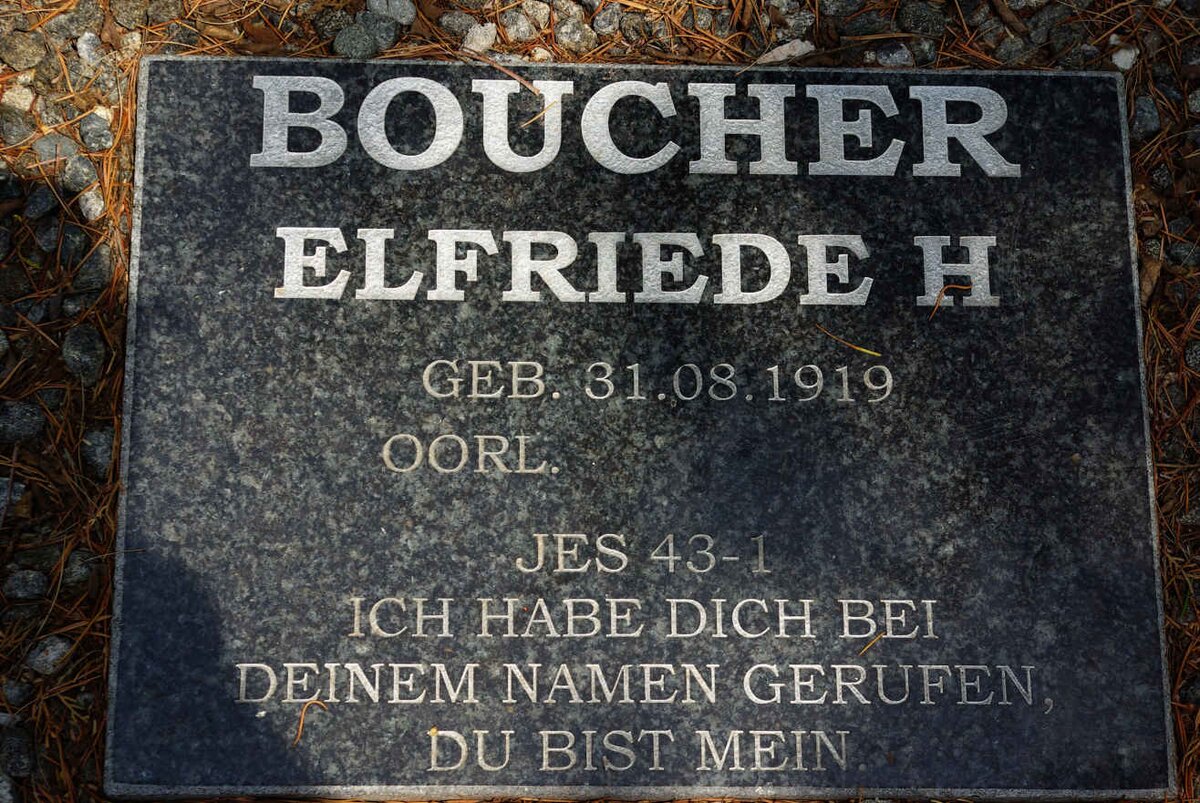 BOUCHER
ELFRIEDE H
GEB. 31.08.1919
OORL.
JES 43-1
ICH HABE DICH BEI
DEINEM NAMEN GERUFEN,
DU BIST MEIN